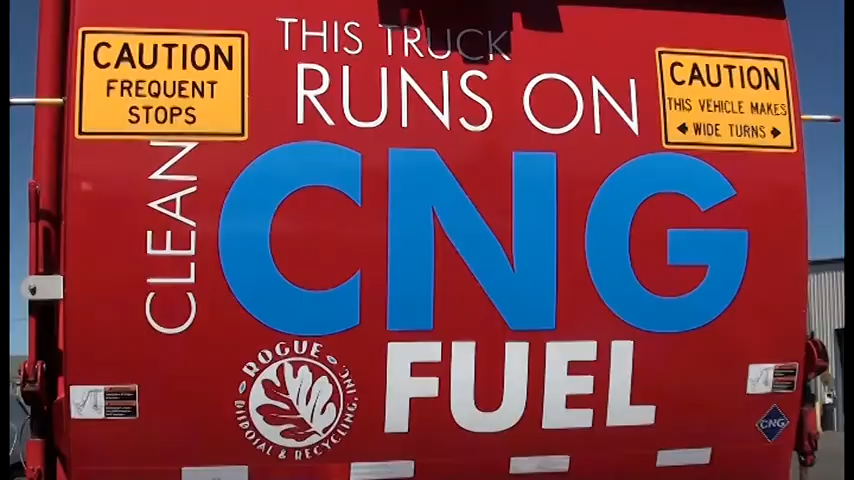 CAUTION
FREQUENT
STOPS
THIS TRUCK
RUNS ON
CAUTION
THIS VEHICLE MAKES
WIDE TURNS
CLEAN
CNG
FUEL
ROGUE
DISPOSAL & RECYCLING, INC.
CNG